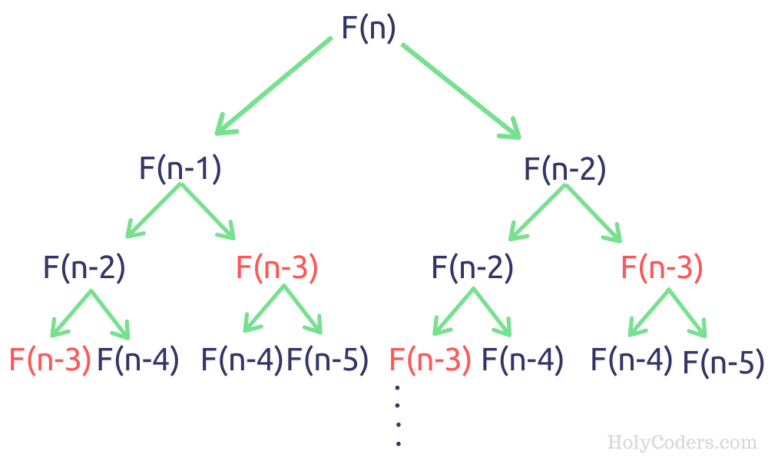 F(n)
F(n-1) F(n-2)
F(n-2) F(n-3) F(n-2) F(n-3)
F(n-3) F(n-4) F(n-4) F(n-5) F(n-3) F(n-4) F(n-4) F(n-5)
HolyCoders.com